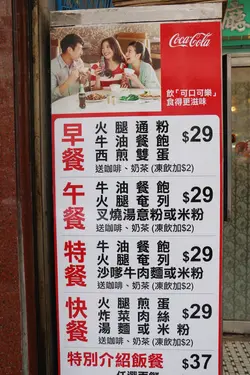 Coca-Cola
飲「可口可樂」
食得更滋味
早餐
火腿通粉
牛油餐飽
西煎雙蛋
$29
送咖啡、奶茶 (凍飲加$2)
午餐
牛油餐飽
火腿奄列
叉燒湯意粉或米粉
$29
送咖啡、奶茶 (凍飲加$2)
特餐
牛油餐飽
火腿奄列
沙嗲牛肉麵或米粉
$29
送咖啡、奶茶 (凍飲加$2)
快餐
火腿煎蛋
炸菜肉絲
湯麵或米粉
$29
送咖啡、奶茶 (凍飲加$2)
特別介紹飯餐
$37